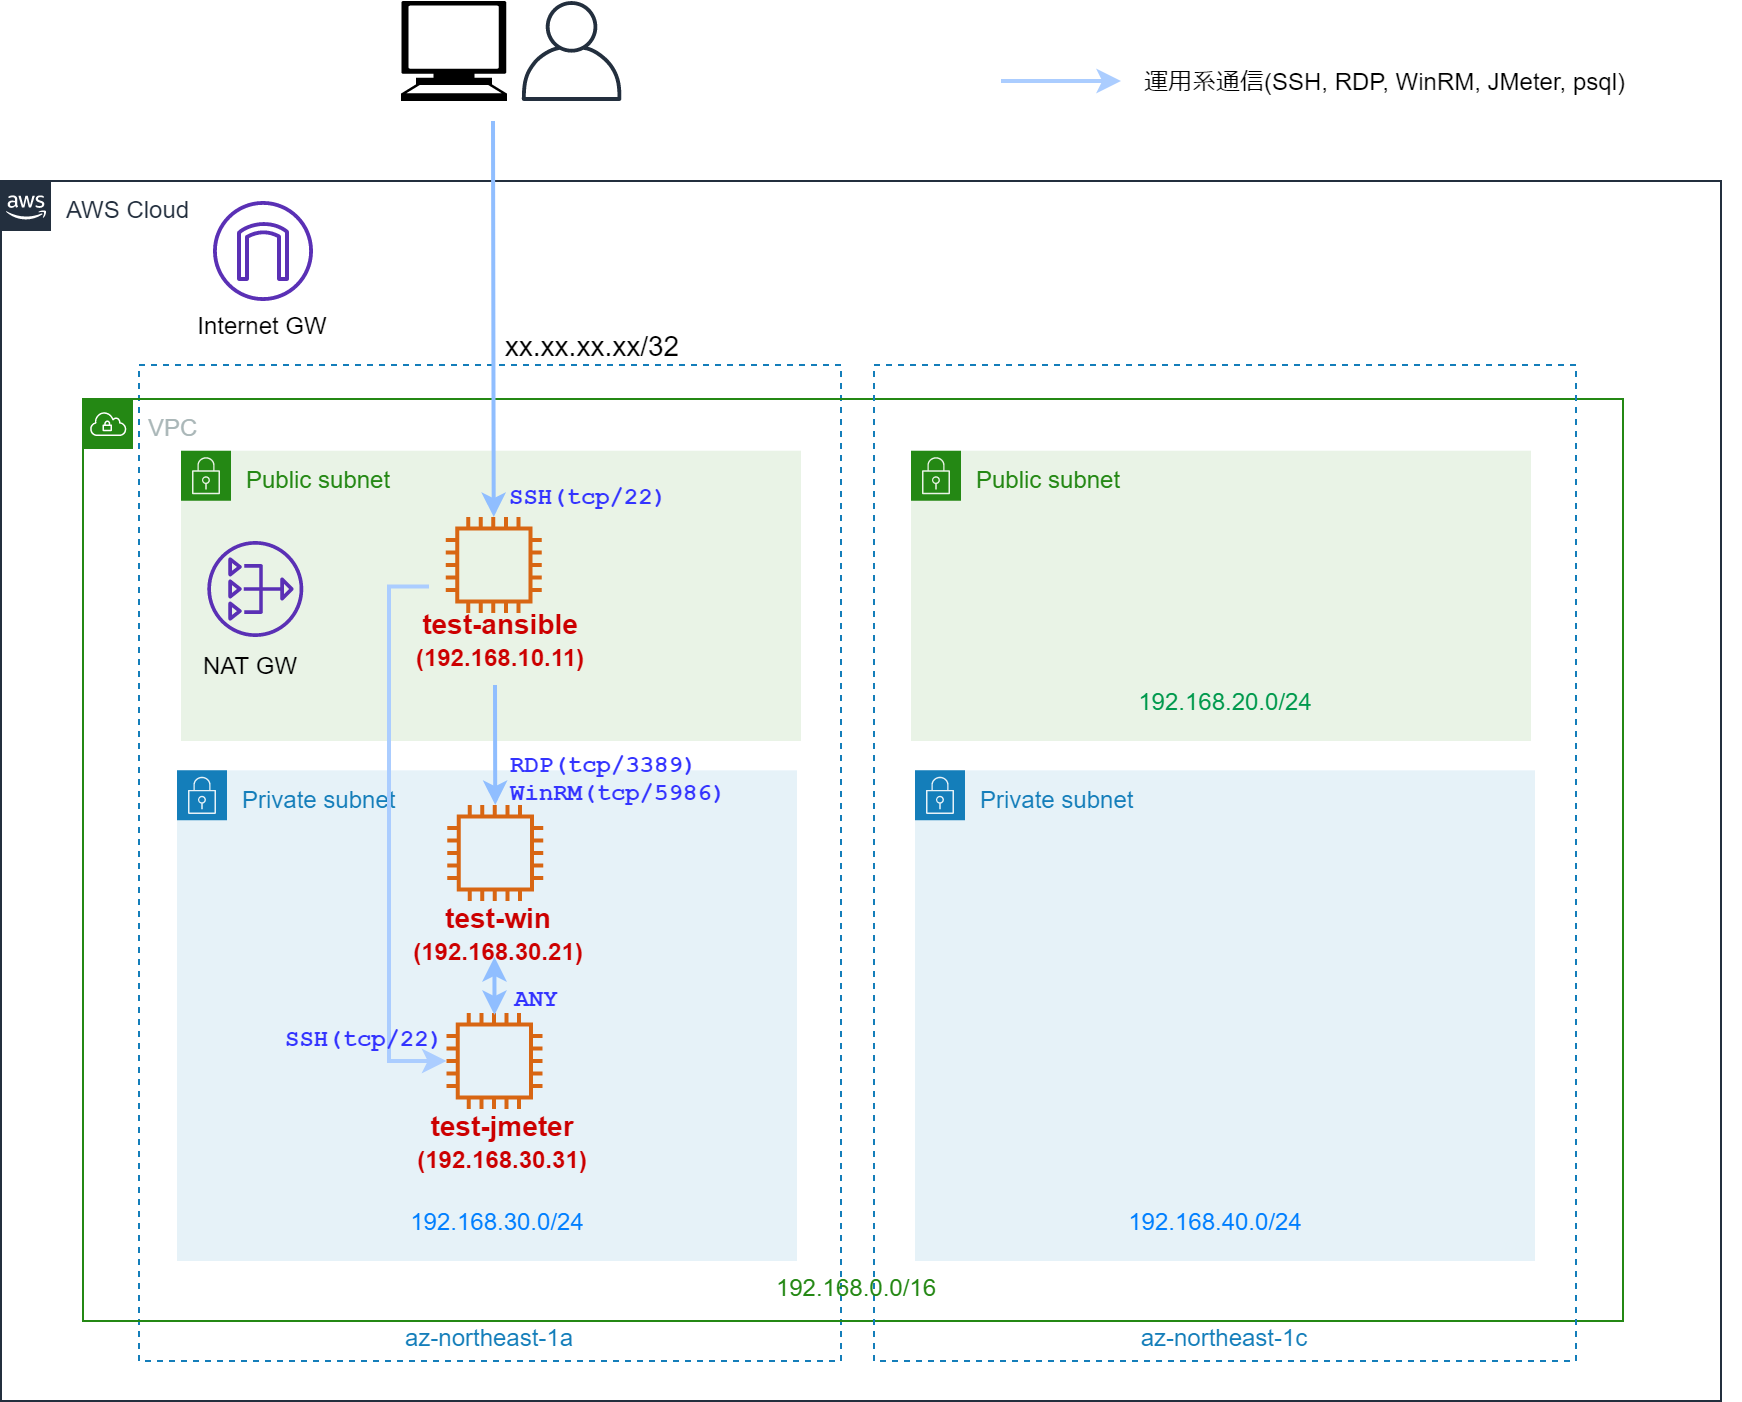 運用系通信(SSH, RDP, WinRM, JMeter, psql)
aws
AWS Cloud
Internet GW
xx.xx.xx.xx/32
VPC
Public subnet
SSH(tcp/22)
NAT GW
test-ansible
(192.168.10.11)
Public subnet
192.168.20.0/24
RDP(tcp/3389)
WinRM(tcp/5986)
Private subnet
test-win
(192.168.30.21)
ANY
SSH(tcp/22)
test-jmeter
(192.168.30.31)
192.168.30.0/24
Private subnet
192.168.40.0/24
192.168.0.0/16
az-northeast-1a
az-northeast-1c